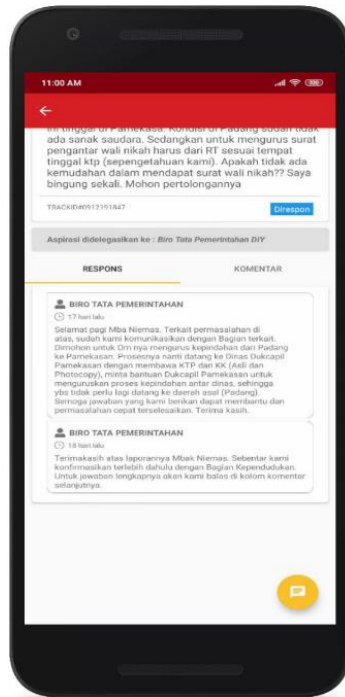 11:00 AM
ini tinggal di Pamekasa. Kondisi di Padang sudah tidak
ada sanak saudara. Sedangkan untuk mengurus surat
pengantar wali nikah harus dari RT sesuai tempat
tinggal ktp (sepengetahuan kami). Apakah tidak ada
kemudahan dalam mendapat surat wali nikah?? Saya
bingung sekali. Mohon pertolongannya
TRACKID#0912291847
Direspon
Aspirasi didelegasikan ke : Biro Tata Pemerintahan DIY
RESPONS
KOMENTAR
BIRO TATA PEMERINTAHAN
17 hari lalu
Selamat pagi Mba Niemas. Terkait permasalahan di
atas, sudah kami komunikasikan dengan Bagian terkait.
Dimohon untuk Om nya mengurus kepindahan dari Padang
ke Pamekasan. Prosesnya nanti datang ke Dinas Dukcapil
Pamekasan dengan membawa KTP dan KK (Asli dan
Photocopy), minta bantuan Dukcapil Pamekasan untuk
menguruskan proses kepindahan antar dinas, sehingga
ybs tidak perlu lagi datang ke daerah asal (Padang).
Semoga jawaban yang kami berikan dapat membantu dan
permasalahan cepat terselesaikan. Terima kasih.
BIRO TATA PEMERINTAHAN
18 hari lalu
Terimakasih atas laporannya Mbak Niemas. Sebentar kami
konfirmasikan terlebih dahulu dengan Bagian Kependudukan.
Untuk jawaban lengkapnya akan kami balas di kolom komentar
selanjutnya.